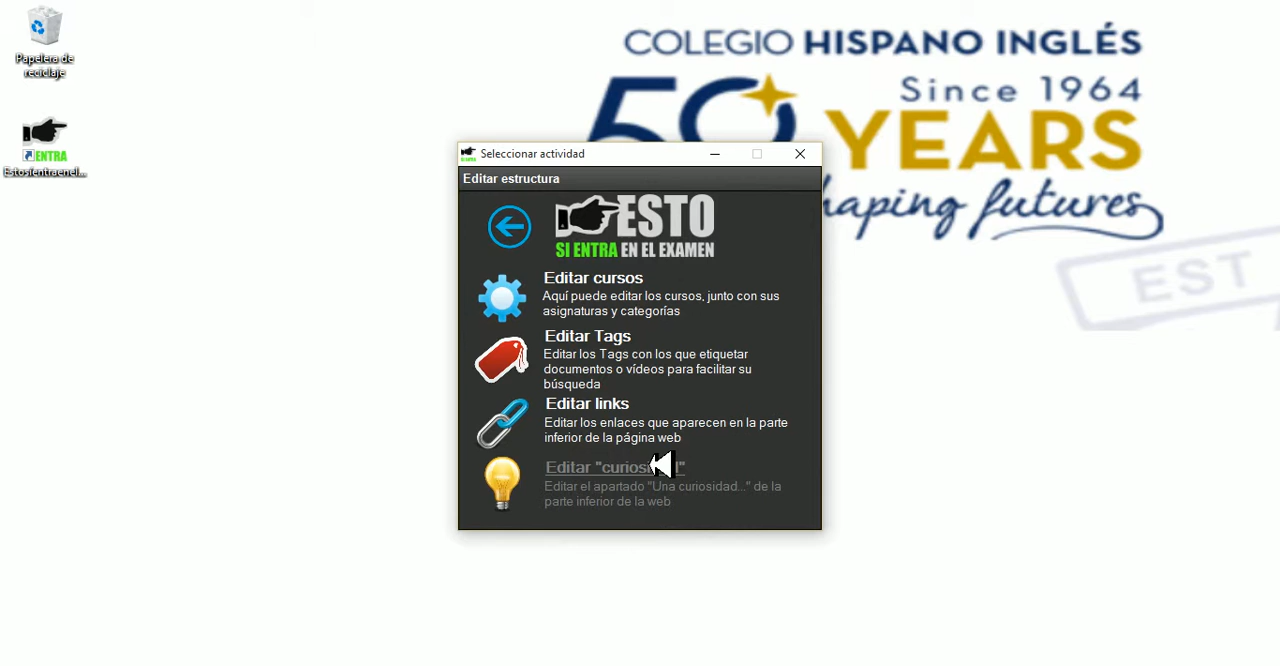 Papelera de
reciclaje
ENTRA
Estosientraenel...
COLEGIO HISPANO INGLÉS
Since 1964
50 YEARS
haping futures
EST
Seleccionar actividad
Editar estructura
ESTO
SI ENTRA EN EL EXAMEN
Editar cursos
Aquí puede editar los cursos, junto con sus
asignaturas y categorías
Editar Tags
Editar los Tags con los que etiquetar
documentos o vídeos para facilitar su
búsqueda
Editar links
Editar los enlaces que aparecen en la parte
inferior de la página web
Editar "curiosidad"
Editar el apartado "Una curiosidad..." de la
parte inferior de la web